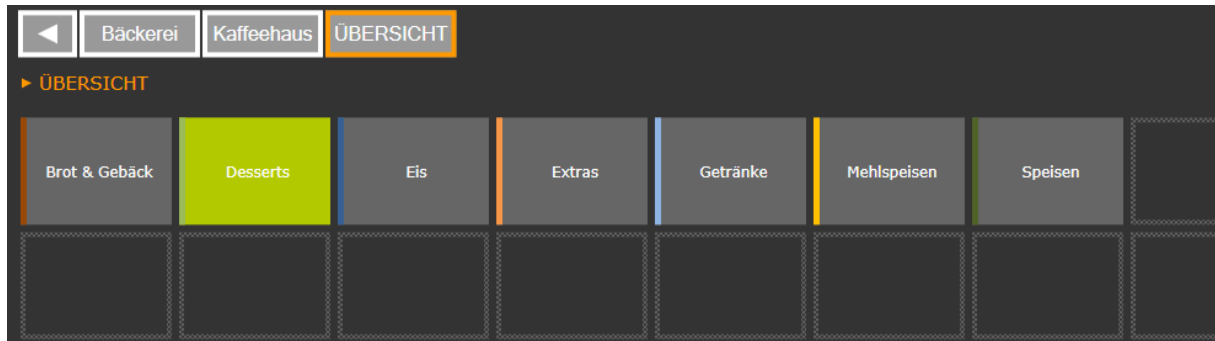 ◄ Bäckerei Kaffeehaus ÜBERSICHT
► ÜBERSICHT
Brot & Gebäck Desserts Eis Extras Getränke Mehlspeisen Speisen